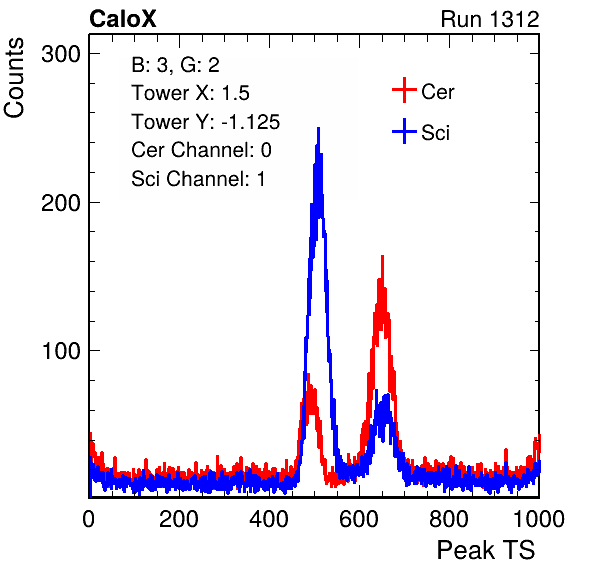 CaloX Run 1312
Counts
B: 3, G: 2
Tower X: 1.5
Tower Y: -1.125
Cer Channel: 0
Sci Channel: 1
Cer
Sci
300
200
100
0 200 400 600 800 1000
Peak TS